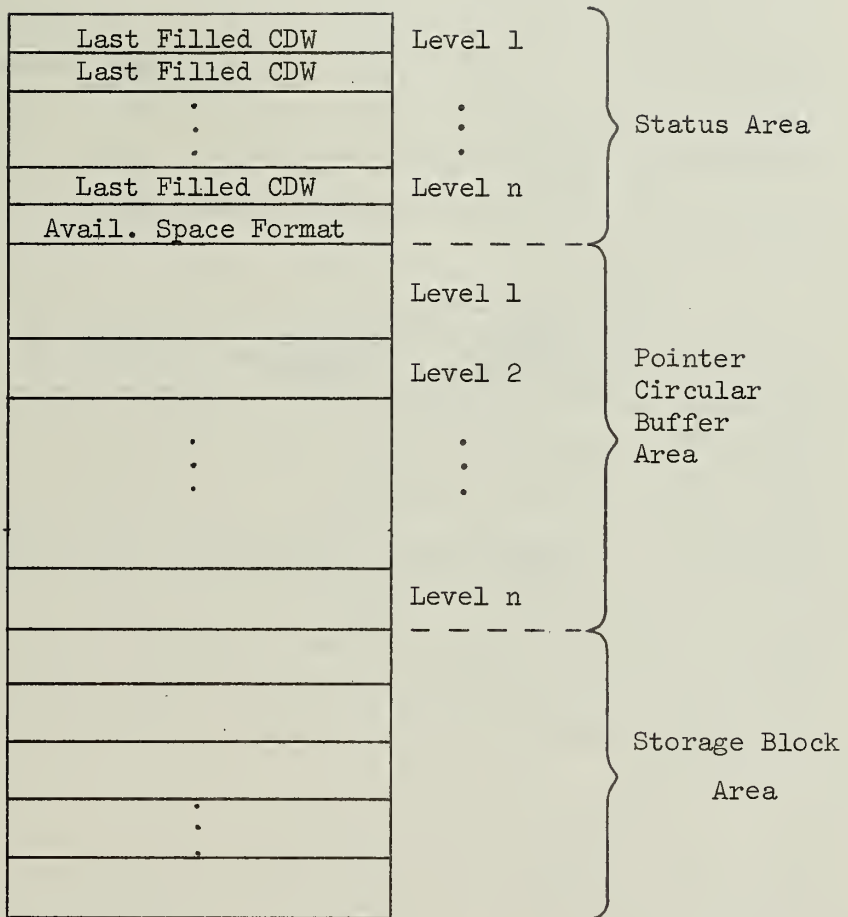 Last Filled CDW Level 1
Last Filled CDW
Status Area
Last Filled CDW Level n
Avail. Space Format
Level 1
Level 2
Pointer
Circular
Buffer
Area
Level n
Storage Block
Area